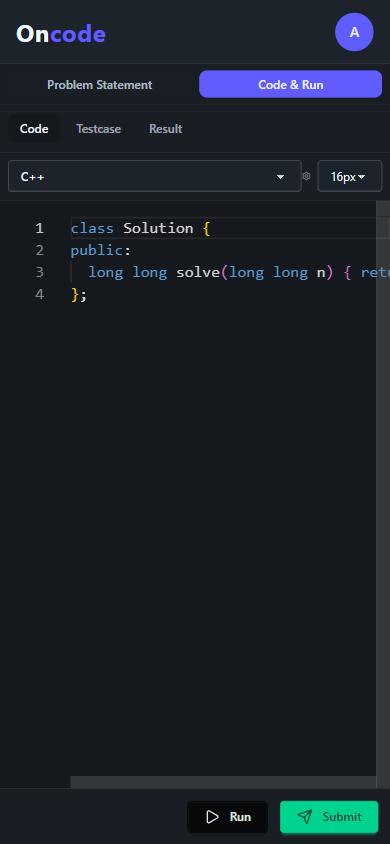 Oncode
A
Problem Statement Code & Run
Code Testcase Result
C++ 16px
1 class Solution {
2 public:
3 long long solve(long long n) { ret
4 };
Run Submit